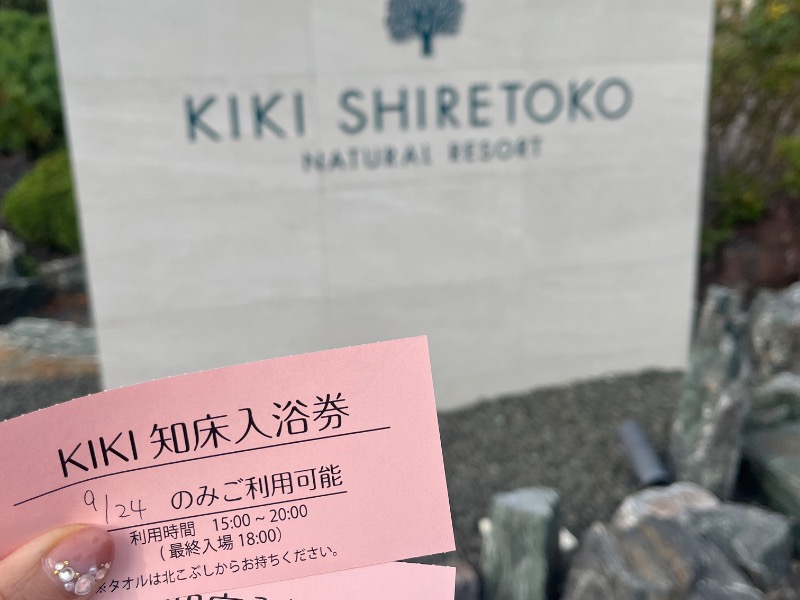 KIKI SHIRETOKO
NATURAL RESORT
KIKI 知床入浴券
9/24 のみご利用可能
利用時間 15:00～20:00
(最終入場18:00)
※タオルは北こぶしからお持ちください。